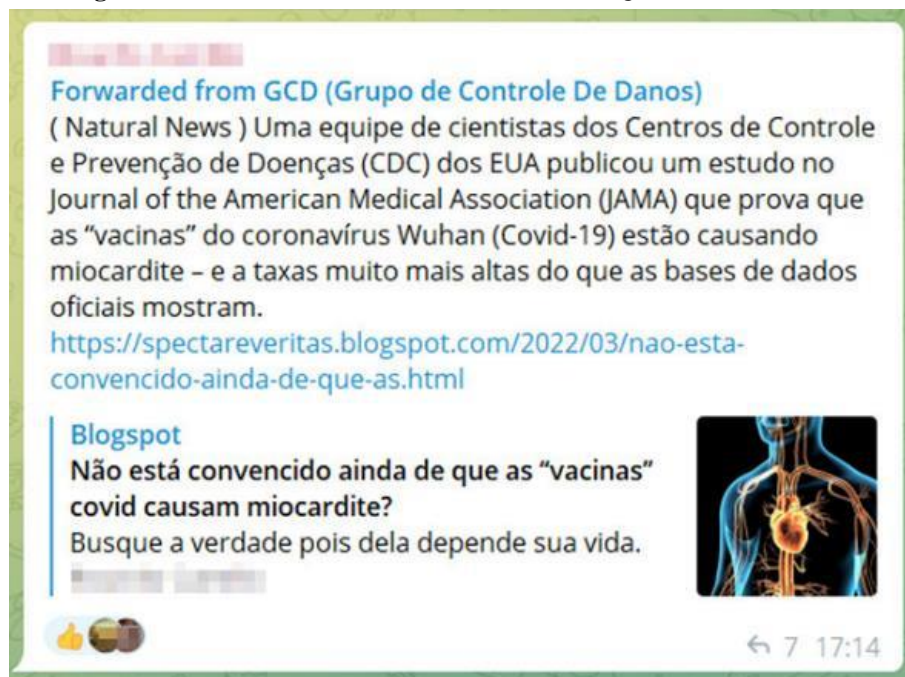 Forwarded from GCD (Grupo de Controle De Danos)
( Natural News ) Uma equipe de cientistas dos Centros de Controle
e Prevenção de Doenças (CDC) dos EUA publicou um estudo no
Journal of the American Medical Association (JAMA) que prova que
as “vacinas” do coronavírus Wuhan (Covid-19) estão causando
miocardite – e a taxas muito mais altas do que as bases de dados
oficiais mostram.
https://spectareveritas.blogspot.com/2022/03/nao-esta-
convencido-ainda-de-que-as.html
Blogspot
Não está convencido ainda de que as “vacinas”
covid causam miocardite?
Busque a verdade pois dela depende sua vida.
7 17:14